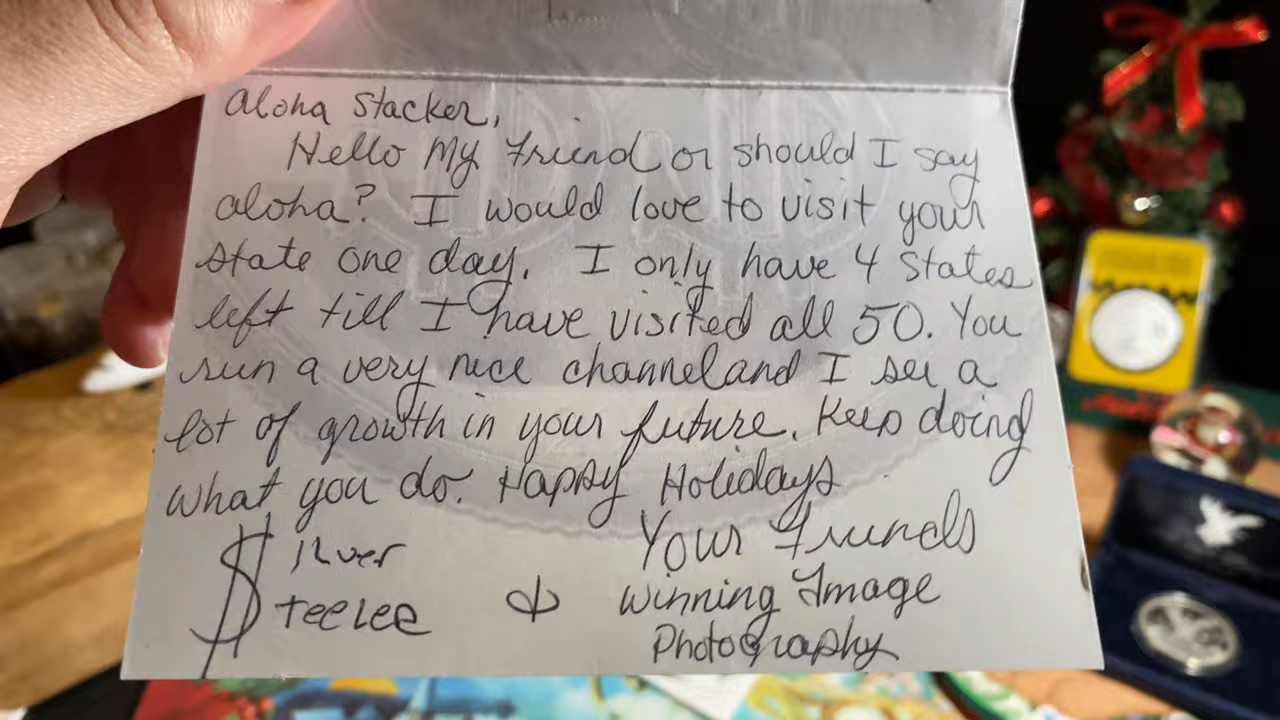 Aloha Stacker,
Hello My Friend or should I say
aloha? I would love to visit your
state one day. I only have 4 States
left till I have visited all 50. You
run a very nice channel and I see a
lot of growth in your future. Keep doing
what you do. Happy Holidays
Your Friends
$ilver
TeeLee & Winning Image
Photography